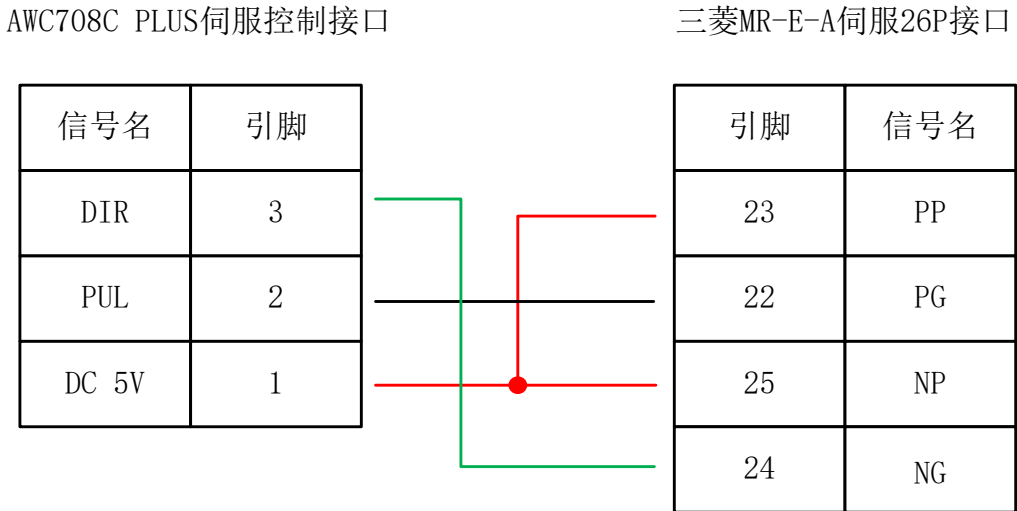 AWC708C PLUS伺服控制接口
三菱MR-E-A伺服26P接口
信号名 引脚
DIR 3
PUL 2
DC 5V 1
引脚 信号名
23 PP
22 PG
25 NP
24 NG